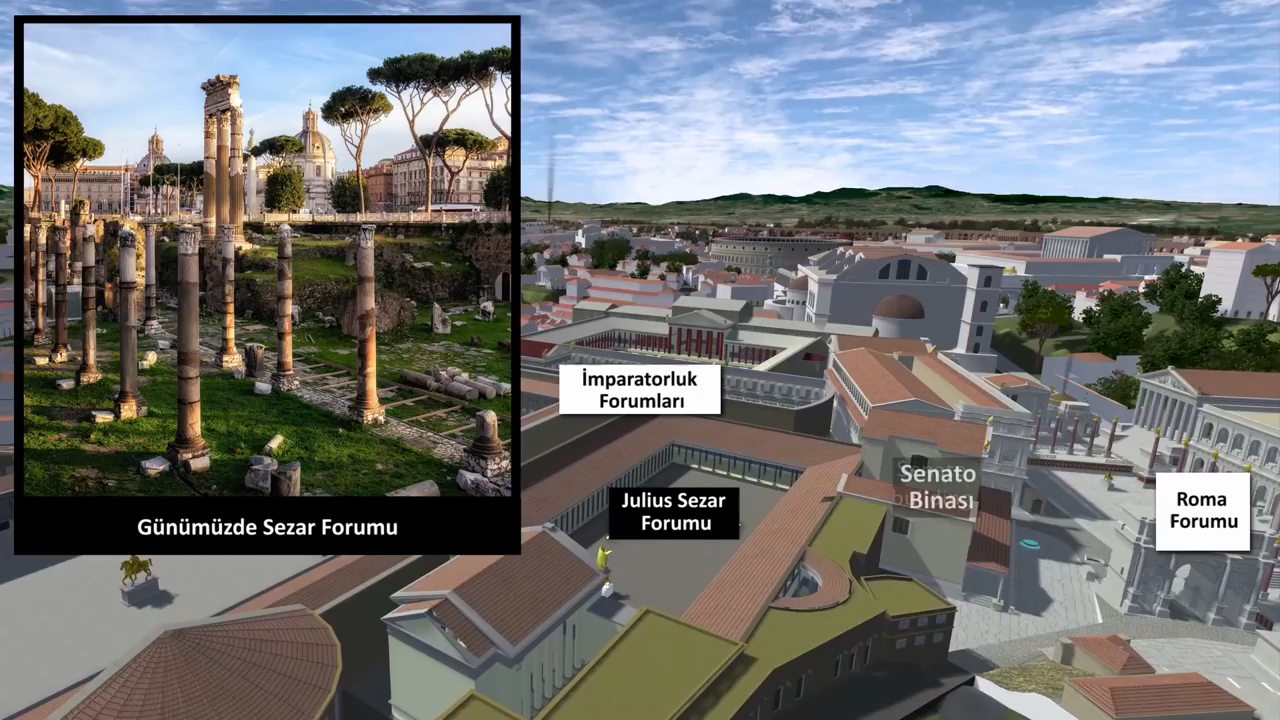 Günümüzde Sezar Forumu
İmparatorluk
Forumları
Julius Sezar
Forumu
Senato
Binası
Roma
Forumu